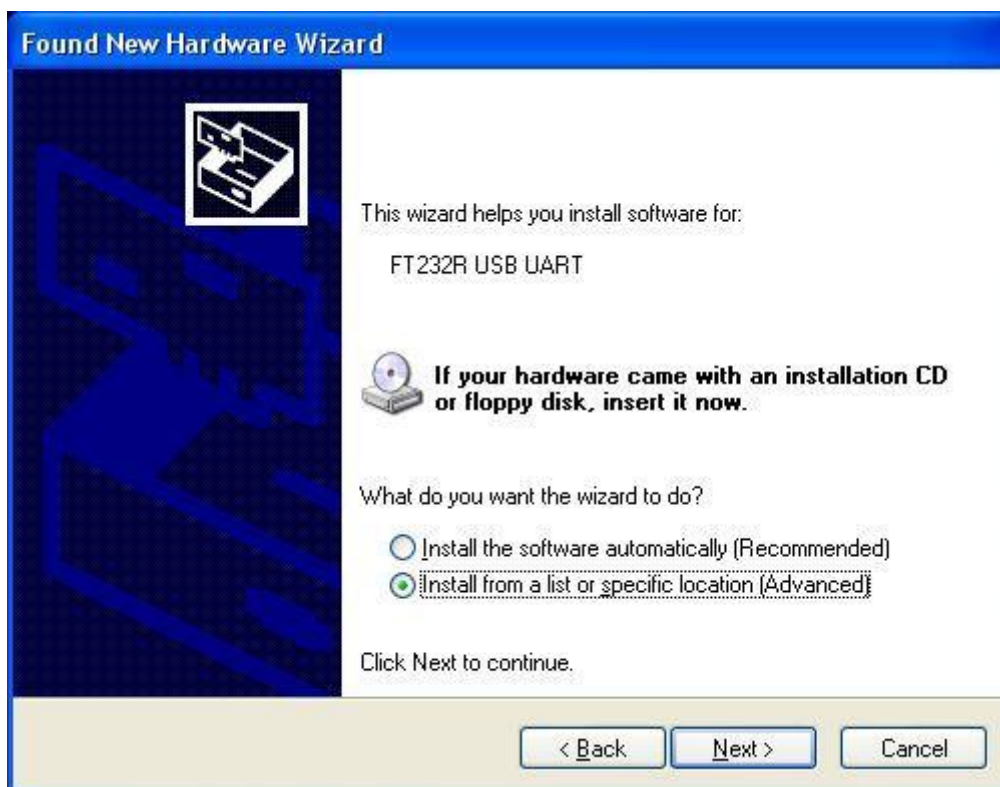 Found New Hardware Wizard
This wizard helps you install software for:
FT232R USB UART
If your hardware came with an installation CD
or floppy disk, insert it now.
What do you want the wizard to do?
Install the software automatically (Recommended)
Install from a list or specific location (Advanced)
Click Next to continue.
< Back Next > Cancel